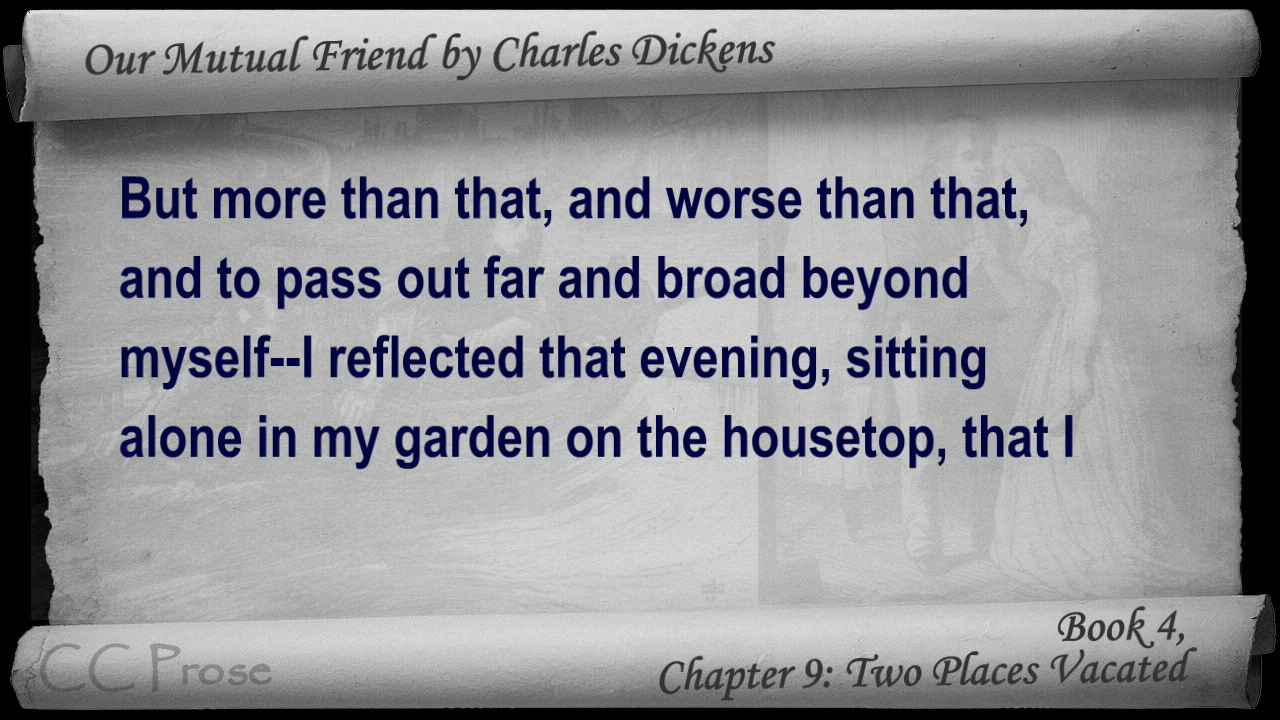 Our Mutual Friend by Charles Dickens
But more than that, and worse than that,
and to pass out far and broad beyond
myself--I reflected that evening, sitting
alone in my garden on the housetop, that I
CC Prose
Book 4,
Chapter 9: Two Places Vacated